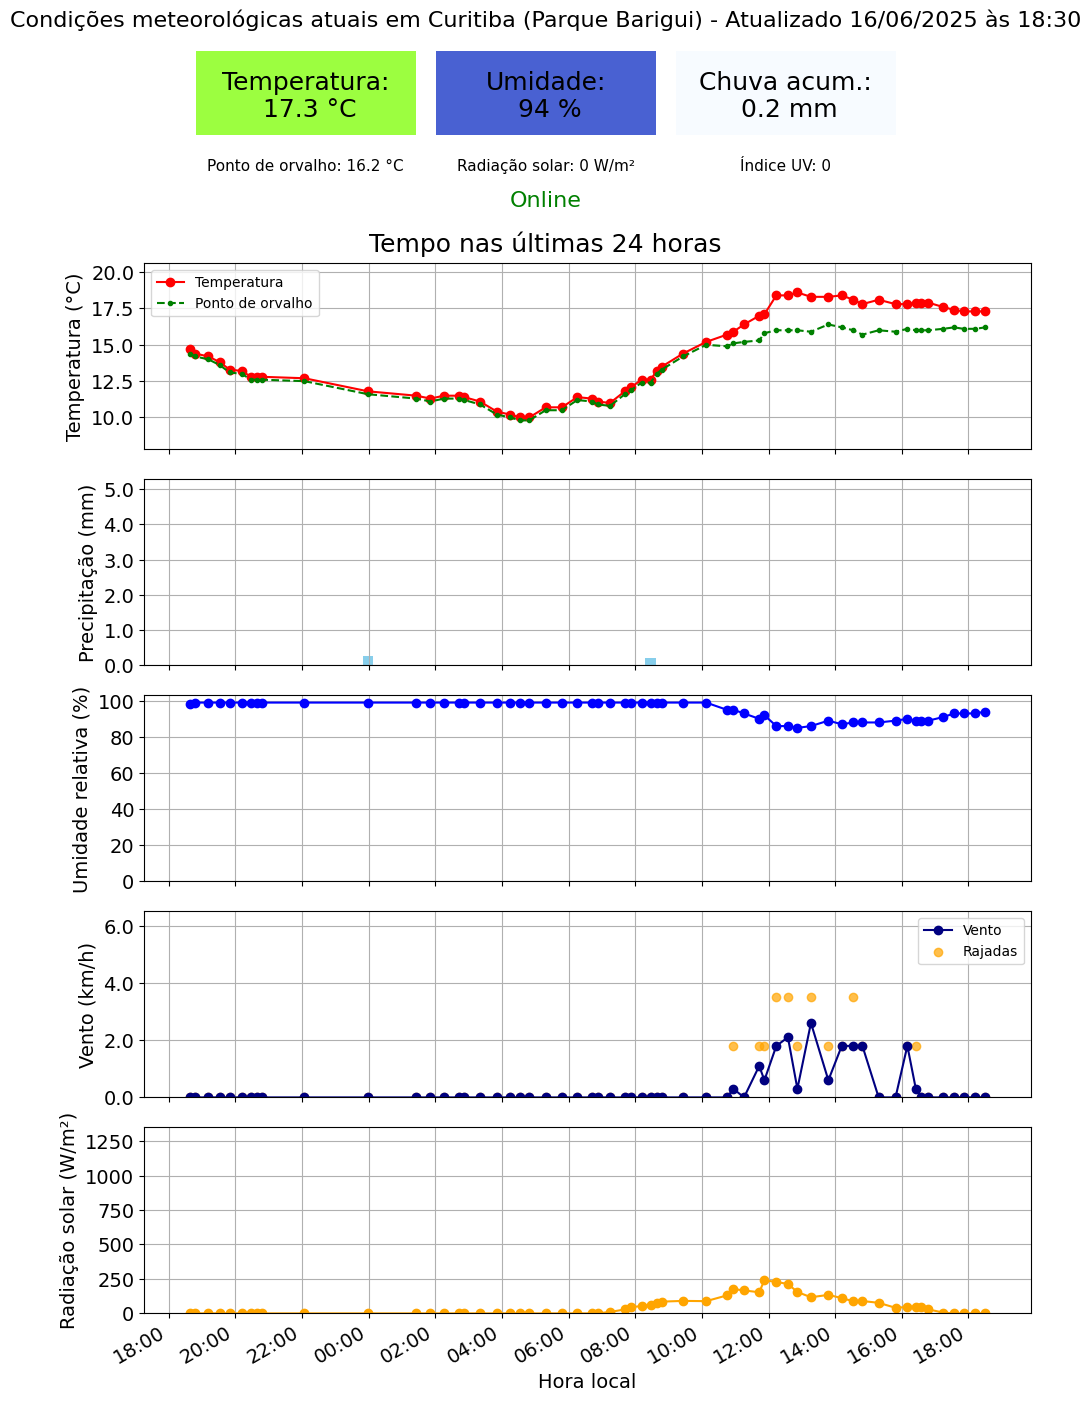 Condições meteorológicas atuais em Curitiba (Parque Barigui) - Atualizado 16/06/2025 às 18:30
Temperatura:
17.3 °C
Umidade:
94 %
Chuva acum.:
0.2 mm
Ponto de orvalho: 16.2 °C
Radiação solar: 0 W/m²
Índice UV: 0
Online
Tempo nas últimas 24 horas
Temperatura (°C)
20.0
17.5
15.0
12.5
10.0
Temperatura
Ponto de orvalho
Precipitação (mm)
5.0
4.0
3.0
2.0
1.0
0.0
Umidade relativa (%)
100
80
60
40
20
0
Vento (km/h)
6.0
4.0
2.0
0.0
Vento
Rajadas
Radiação solar (W/m²)
1250
1000
750
500
250
0
18:00
20:00
22:00
00:00
02:00
04:00
06:00
08:00
10:00
12:00
14:00
16:00
18:00
Hora local